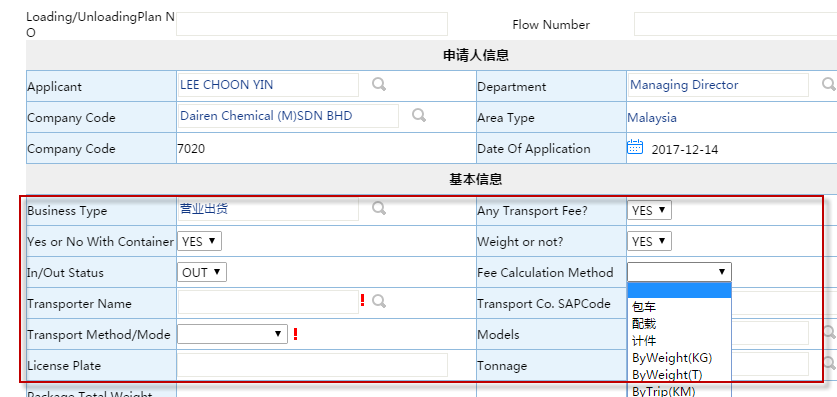 Loading/UnloadingPlan N
O
Flow Number
申请人信息
Applicant LEE CHOON YIN Department Managing Director
Company Code Dairen Chemical (M)SDN BHD Area Type Malaysia
Company Code 7020 Date Of Application 2017-12-14
基本信息
Business Type 营业出货 Any Transport Fee? YES
Yes or No With Container YES Weight or not? YES
In/Out Status OUT Fee Calculation Method
Transporter Name ! Transport Co. SAPCode
Transport Method/Mode ! Models
License Plate Tonnage
包车
配载
计件
ByWeight(KG)
ByWeight(T)
ByTrip(KM)
Package Total Weight